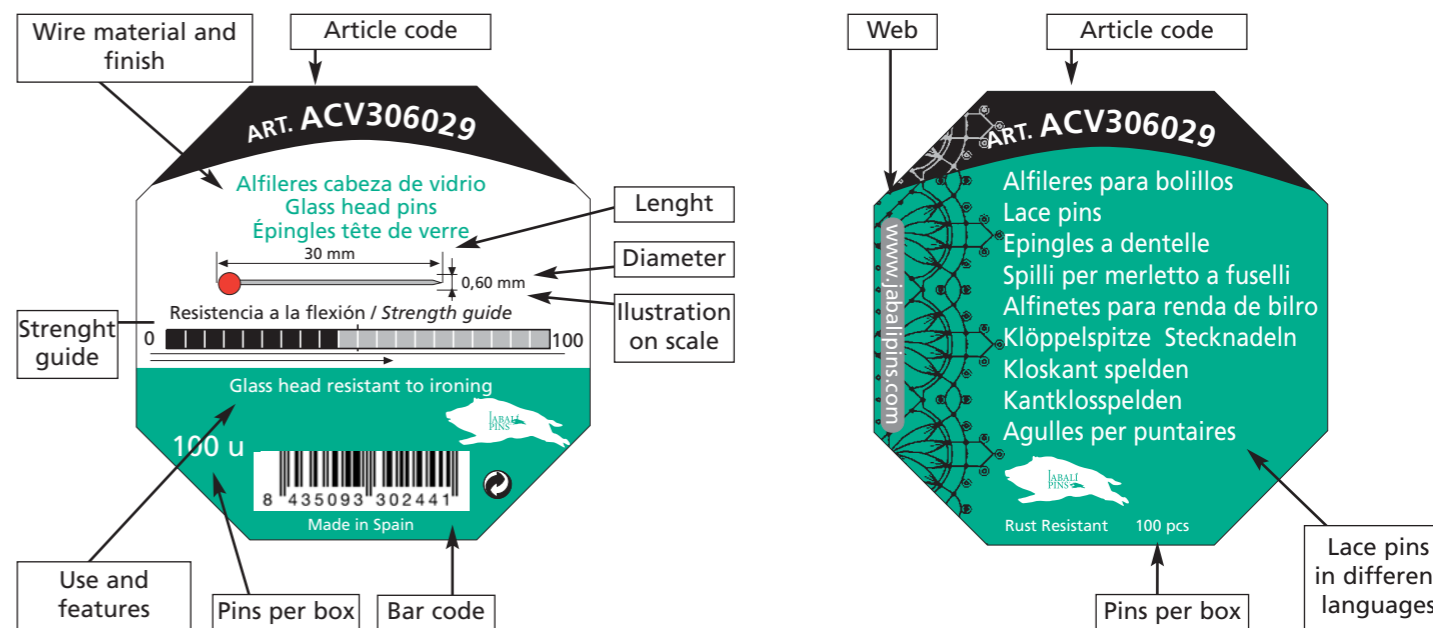 Wire material and
finish
Article code
ART. ACV306029
Alfileres cabeza de vidrio
Glass head pins
Épingles tête de verre
30 mm
0,60 mm
Lenght
Diameter
Illustration
on scale
Resistencia a la flexión / Strength guide
0
100
Strenght
guide
Glass head resistant to ironing
JABALÍ
PINS
100 u
8 435093 302441
Made in Spain
Use and
features
Pins per box
Bar code
Web
Article code
ART. ACV306029
www.jabalipins.com
Alfileres para bolillos
Lace pins
Epingles a dentelle
Spilli per merletto a fuselli
Alfinetes para renda de bilro
Klöppelspitze Stecknadeln
Kloskant spelden
Kantklosspelden
Agulles per puntaires
JABALÍ
PINS
Rust Resistant 100 pcs
Pins per box
Lace pins
in differen
languages